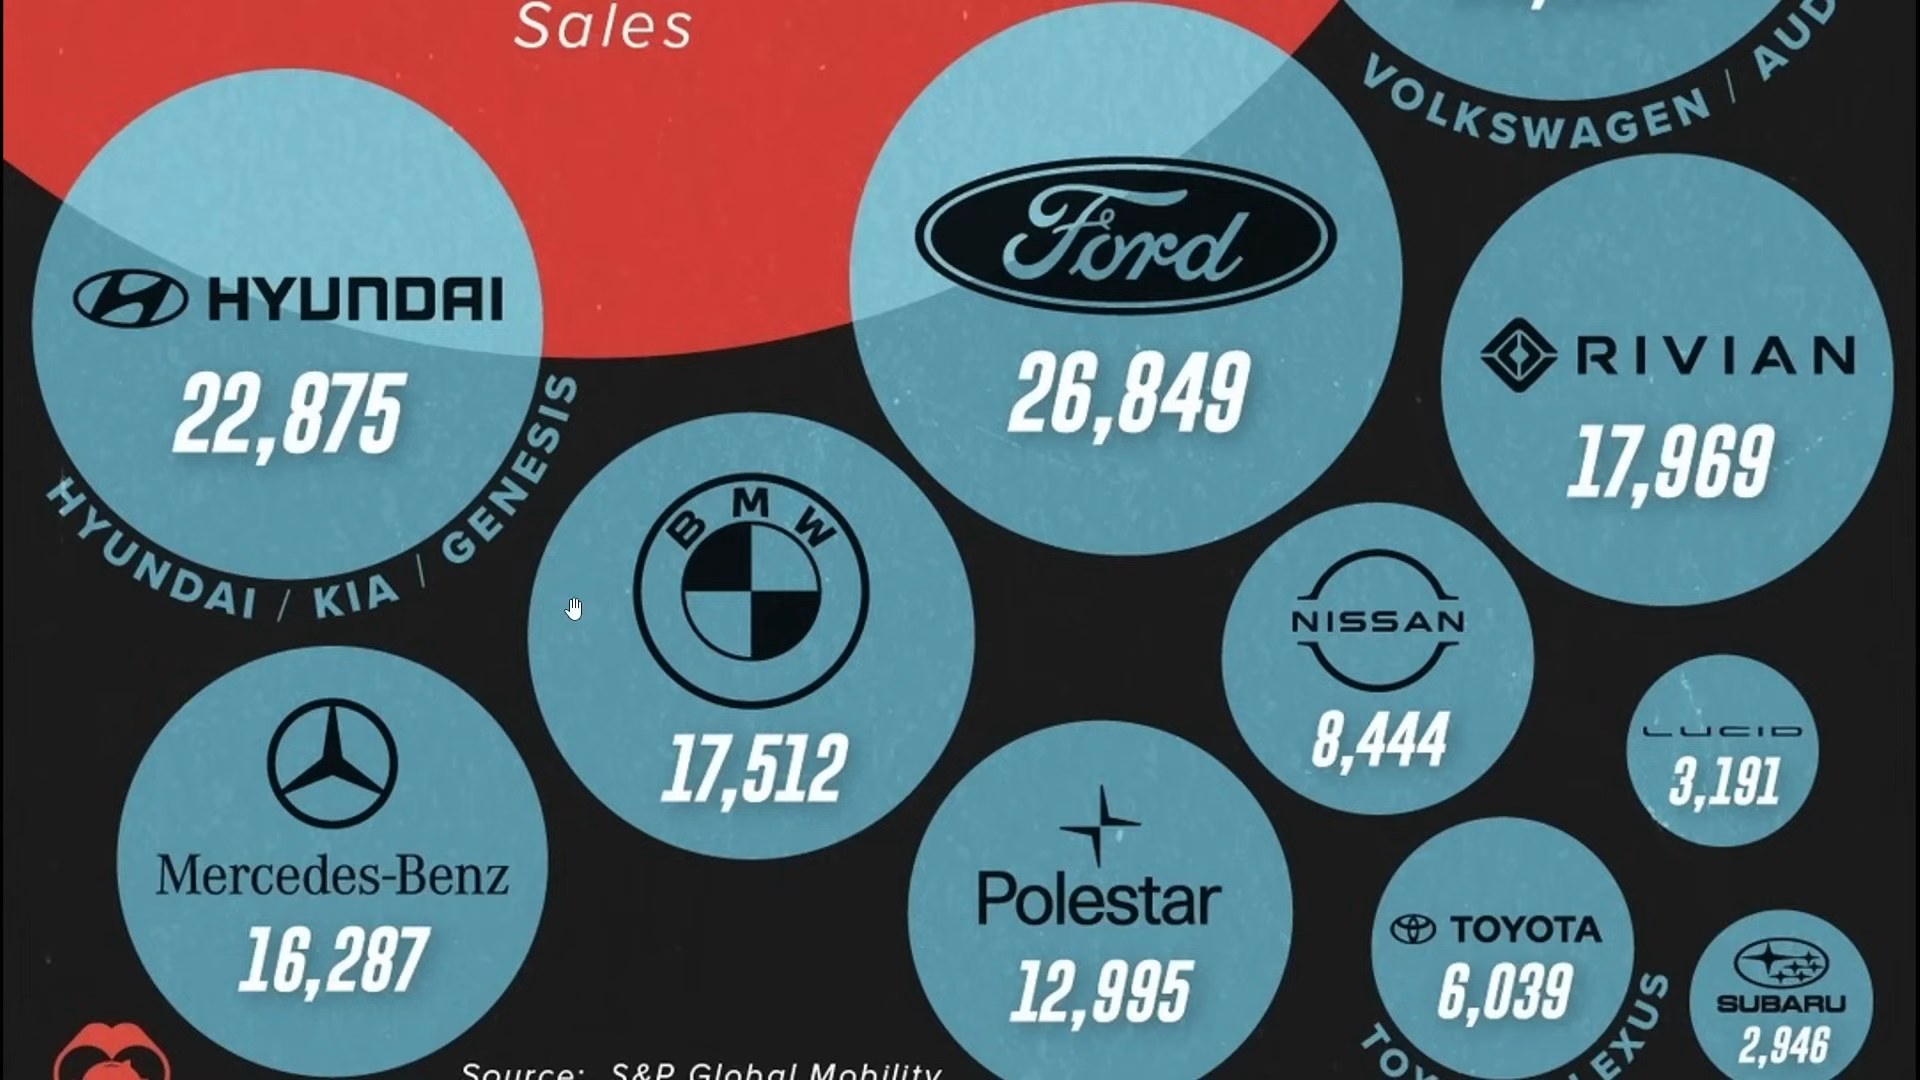 Sales
VOLKSWAGEN /
Ford
26,849
HYUNDAI
22,875
HYUNDAI / KIA / GENESIS
RIVIAN
17,969
BMW
17,512
NISSAN
8,444
LUCID
3,191
Mercedes-Benz
16,287
Polestar
12,995
TOYOTA
6,039
SUBARU
2,946
Source: S&P Global Mobility